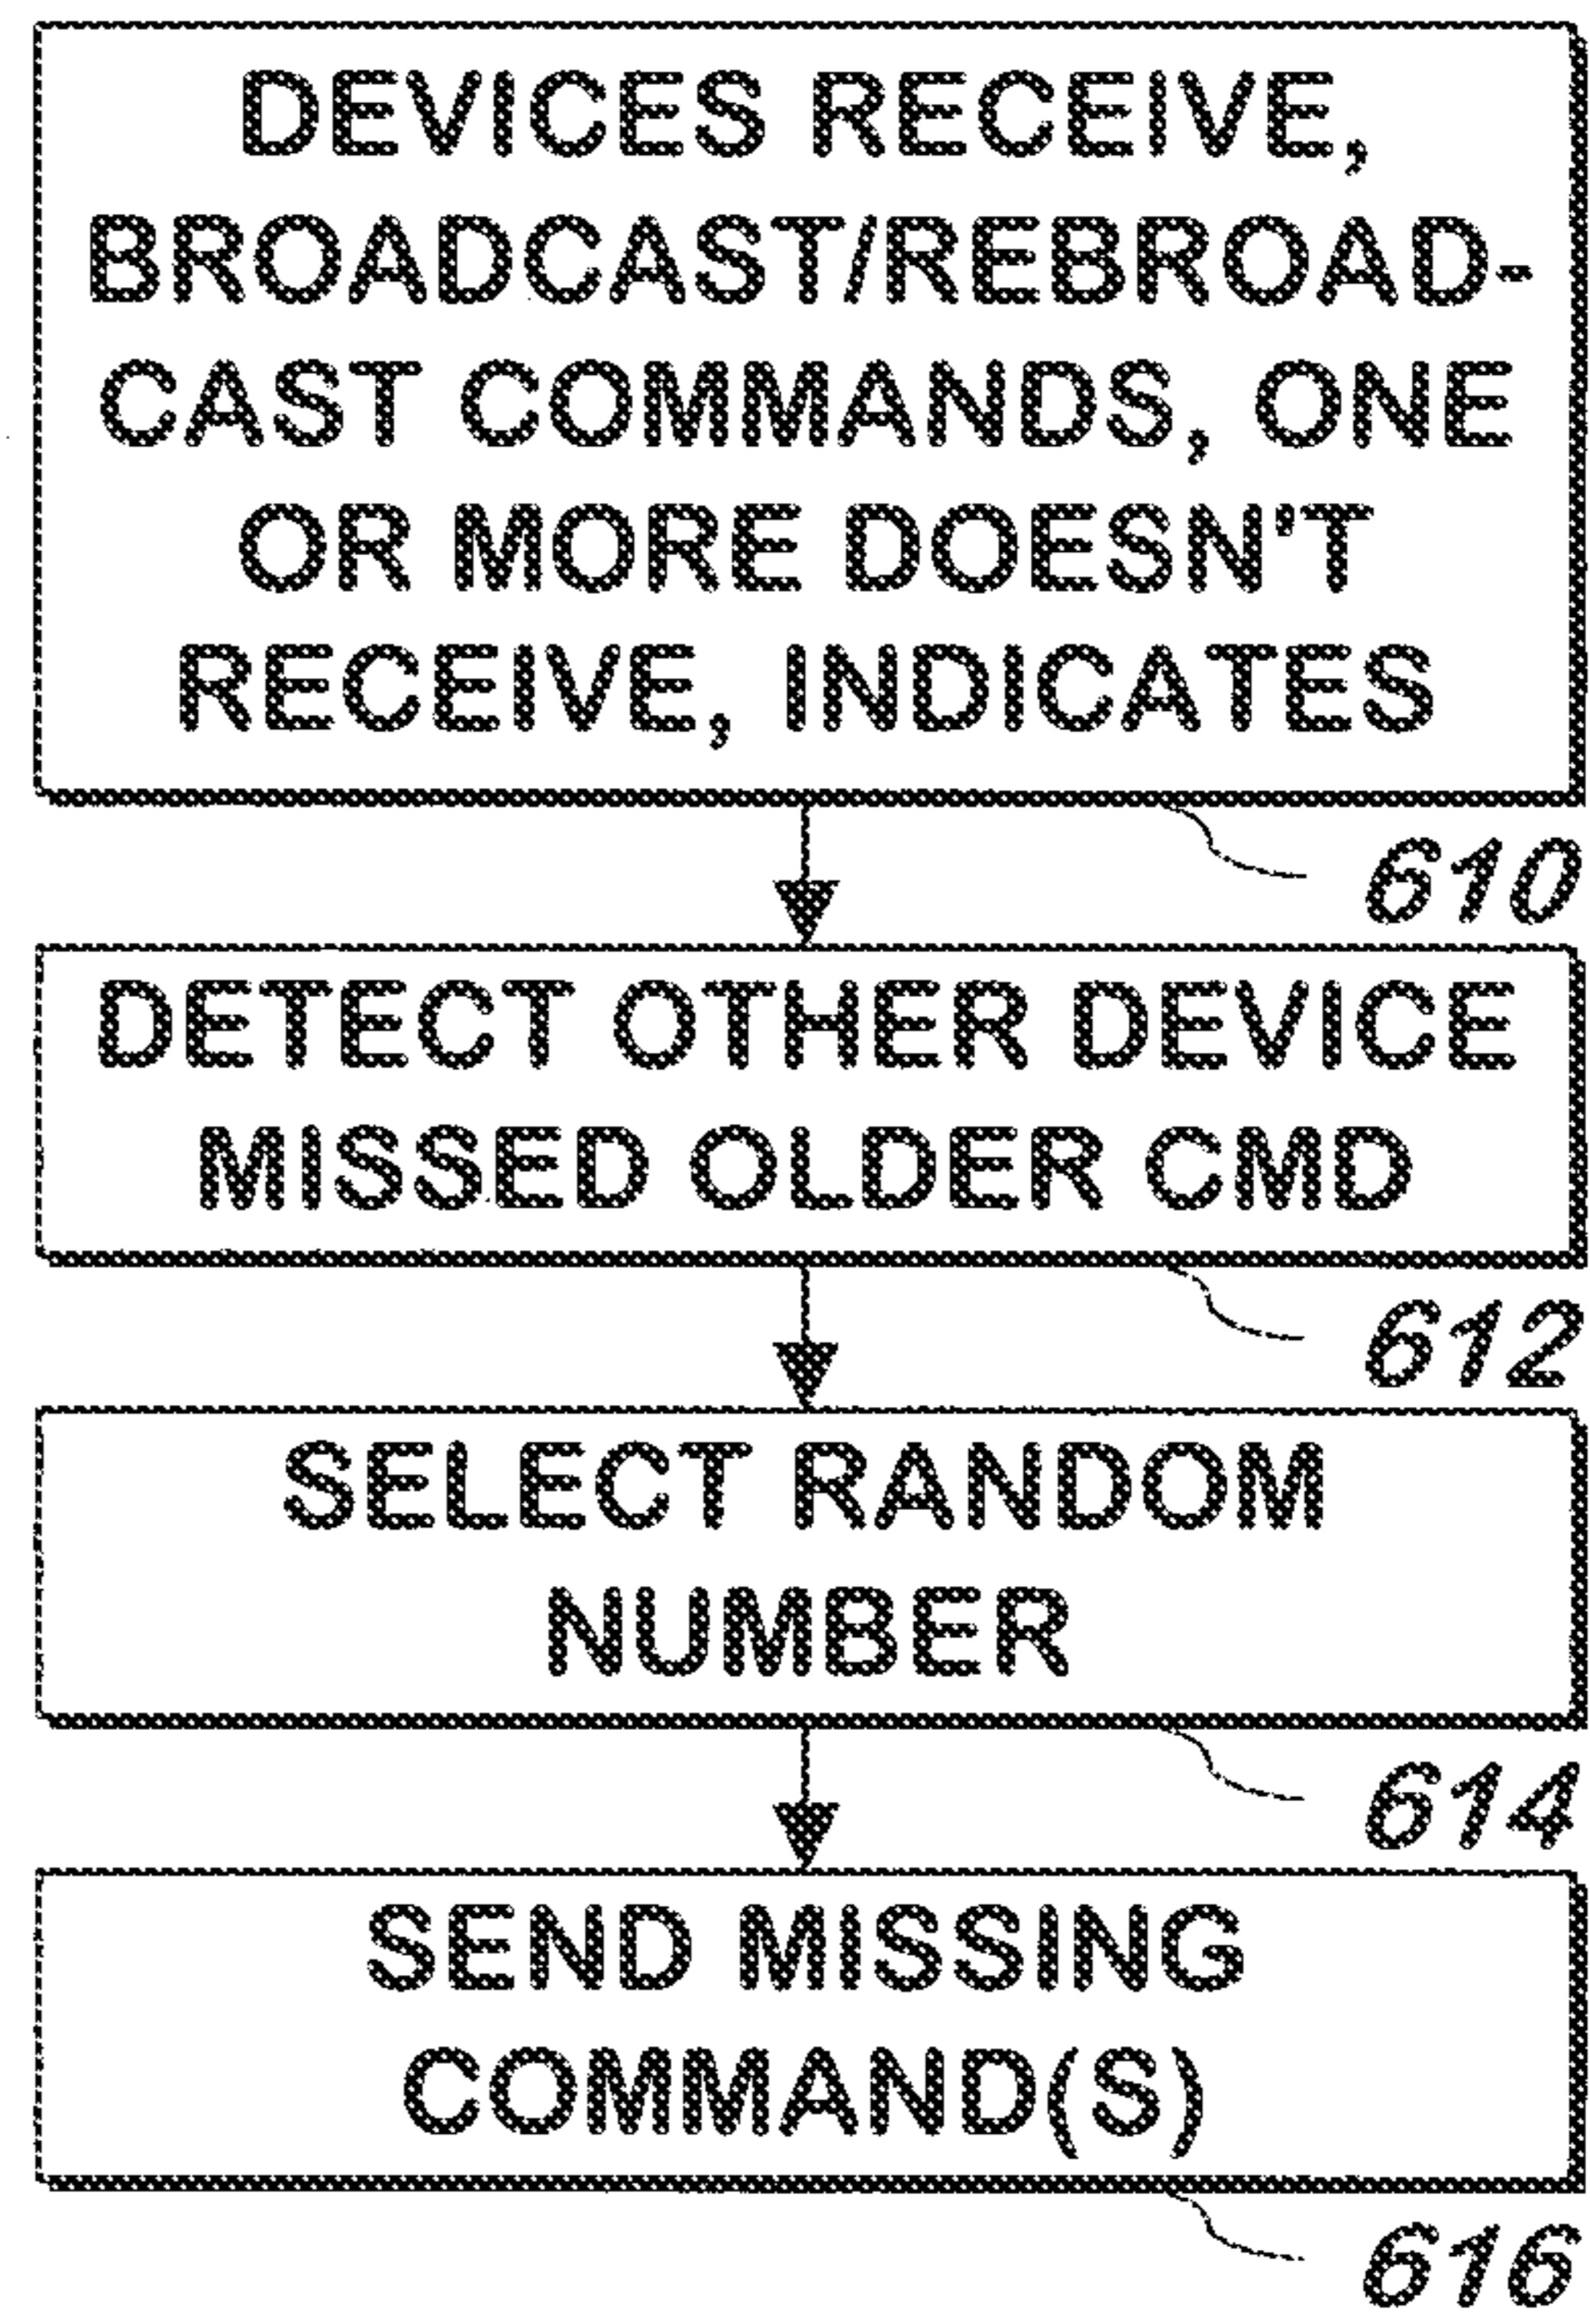 DEVICES RECEIVE,
BROADCAST/REBROAD-
CAST COMMANDS, ONE
OR MORE DOESN'T
RECEIVE, INDICATES
610
DETECT OTHER DEVICE
MISSED OLDER CMD
612
SELECT RANDOM
NUMBER
614
SEND MISSING
COMMAND(S)
616